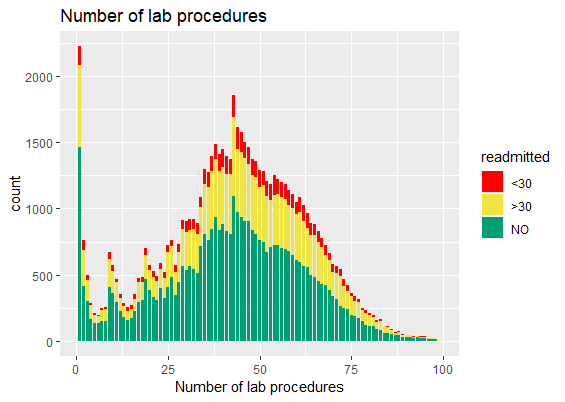 Number of lab procedures
2000
1500
1000
500
0
count
0 25 50 75 100
Number of lab procedures
readmitted
<30
>30
NO